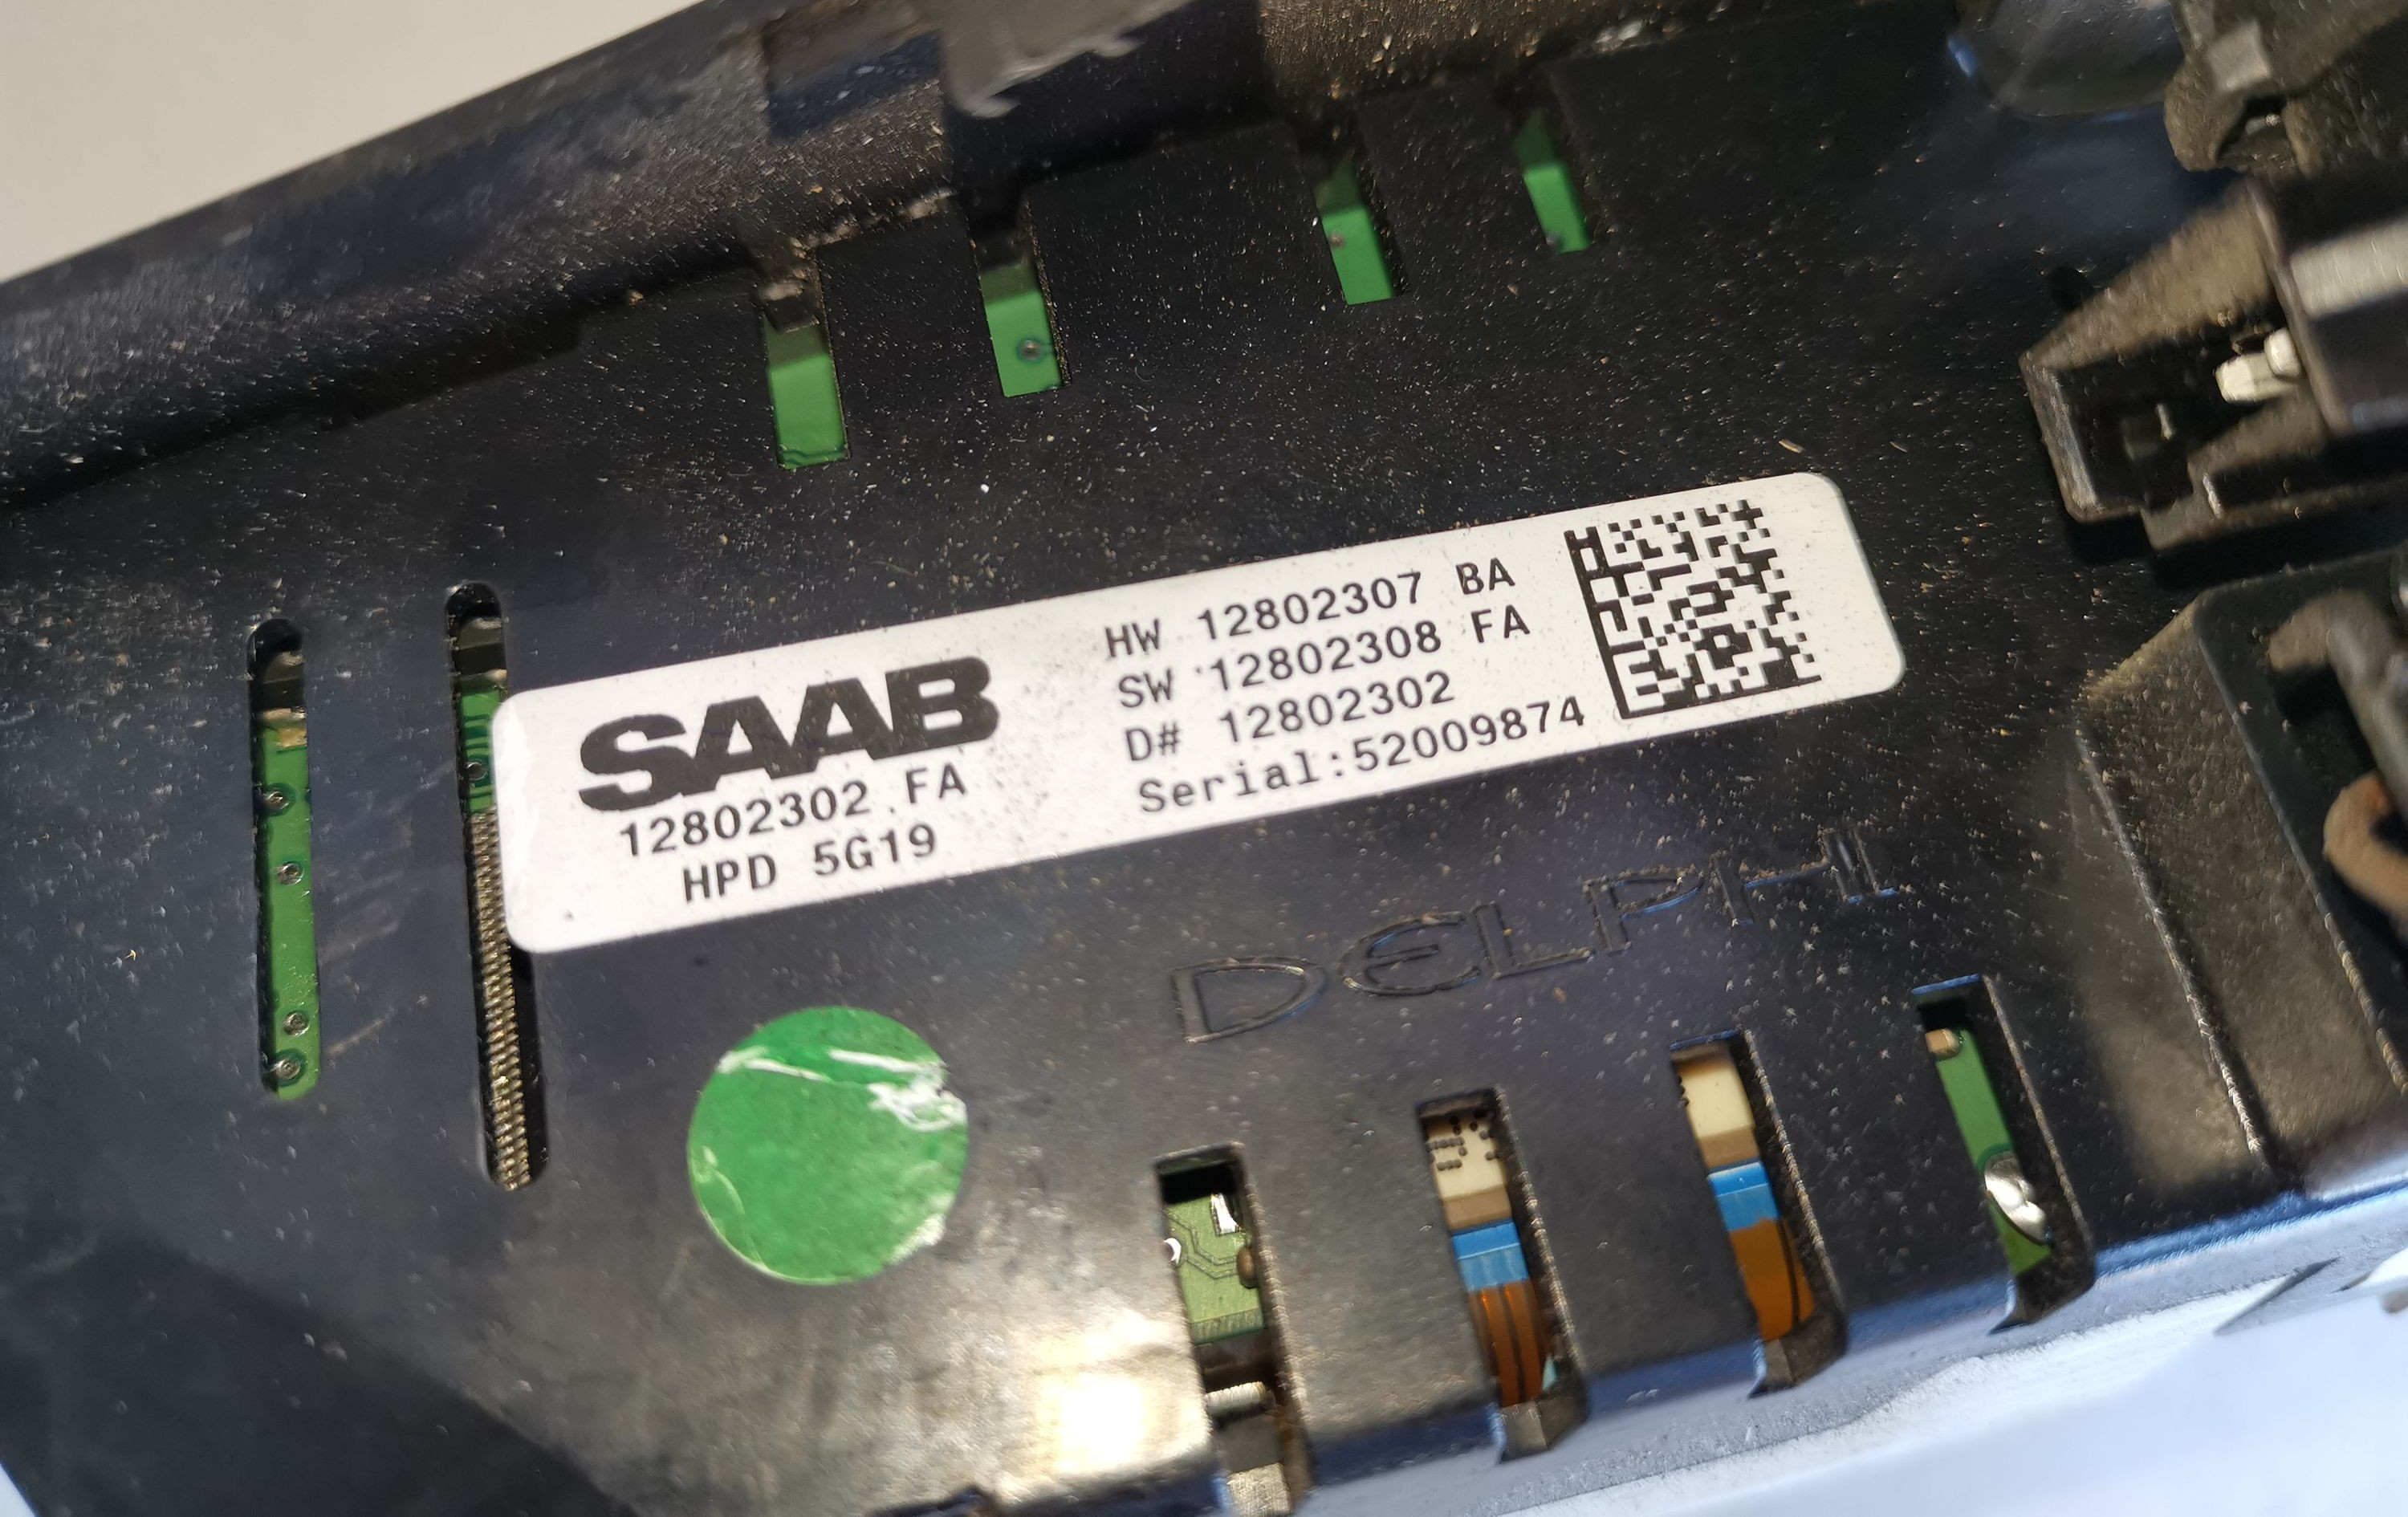 SAAB
12802302 FA
HPD 5G19
HW 12802307 BA
SW 12802308 FA
D# 12802302
Serial:52009874
DELPHI